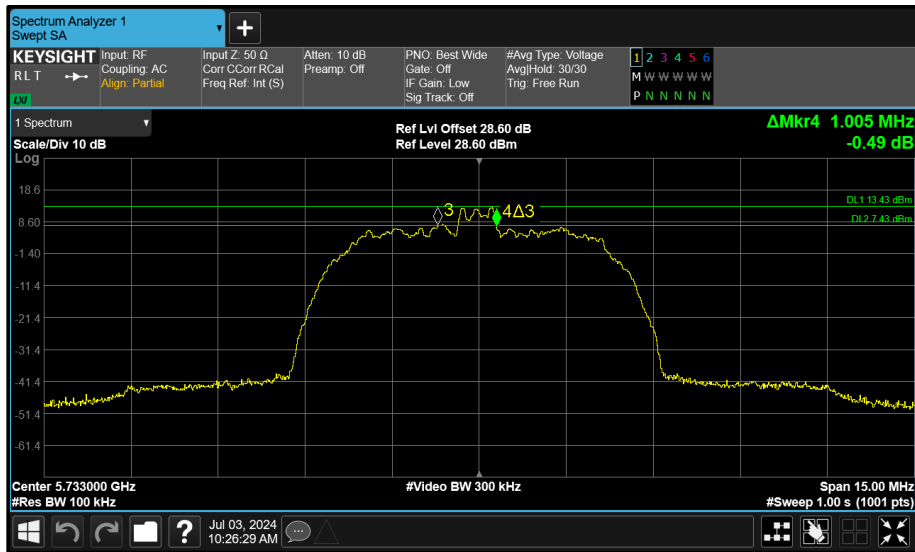 Spectrum Analyzer 1
Swept SA
KEYSIGHT
R L T
LXI
Input: RF
Coupling: AC
Align: Partial
Input Z: 50 Ω
Corr CCorr RCal
Freq Ref: Int (S)
Atten: 10 dB
Preamp: Off
PNO: Best Wide
Gate: Off
IF Gain: Low
Sig Track: Off
#Avg Type: Voltage
Avg|Hold: 30/30
Trig: Free Run
1 2 3 4 5 6
M W W W W W
P N N N N N
1 Spectrum
Scale/Div 10 dB
Ref Lvl Offset 28.60 dB
Ref Level 28.60 dBm
ΔMkr4 1.005 MHz
-0.49 dB
Log
18.6
8.60
-1.40
-11.4
-21.4
-31.4
-41.4
-51.4
-61.4
DL1 13.43 dBm
DL2 7.43 dBm
3
4Δ3
Center 5.733000 GHz
#Res BW 100 kHz
#Video BW 300 kHz
Span 15.00 MHz
#Sweep 1.00 s (1001 pts)
?
Jul 03, 2024
10:26:29 AM